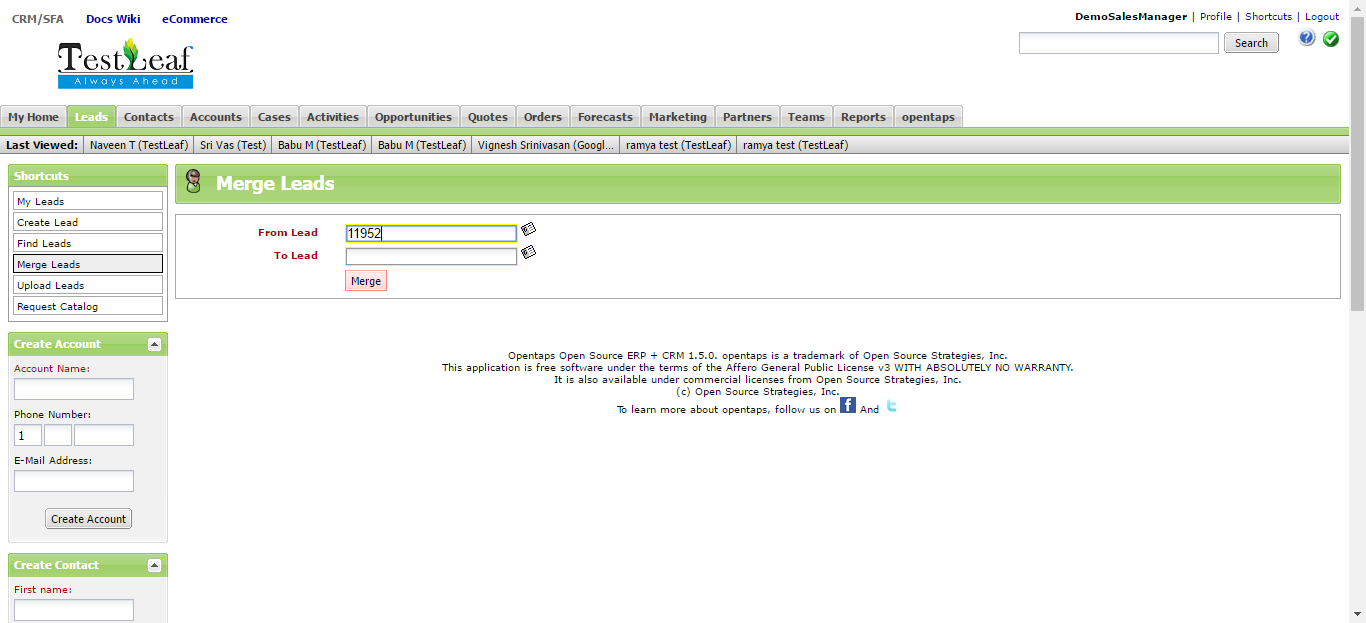 CRM/SFA Docs Wiki eCommerce
DemoSalesManager | Profile | Shortcuts | Logout
TestLeaf
Always Ahead
Search
My Home Leads Contacts Accounts Cases Activities Opportunities Quotes Orders Forecasts Marketing Partners Teams Reports opentaps
Last Viewed: Naveen T (TestLeaf) Sri Vas (Test) Babu M (TestLeaf) Babu M (TestLeaf) Vignesh Srinivasan (Googl... ramya test (TestLeaf) ramya test (TestLeaf)
Shortcuts
My Leads
Create Lead
Find Leads
Merge Leads
Upload Leads
Request Catalog
Create Account
Account Name:
Phone Number:
1
E-Mail Address:
Create Account
Create Contact
First name:
Merge Leads
From Lead 11952
To Lead
Merge
Opentaps Open Source ERP + CRM 1.5.0. opentaps is a trademark of Open Source Strategies, Inc.
This application is free software under the terms of the Affero General Public License v3 WITH ABSOLUTELY NO WARRANTY.
It is also available under commercial licenses from Open Source Strategies, Inc.
(c) Open Source Strategies, Inc.
To learn more about opentaps, follow us on f And t